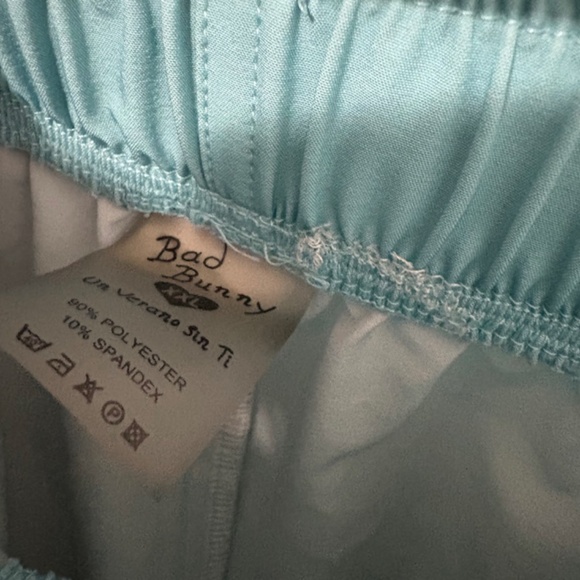 Bad
Bunny
XXL
un verano sin Ti
90% POLYESTER
10% SPANDEX
P